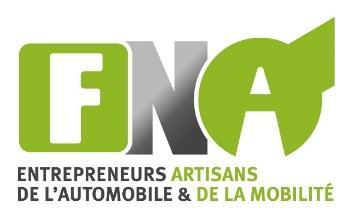 FNA
ENTREPRENEURS ARTISANS
DE L'AUTOMOBILE & DE LA MOBILITÉ